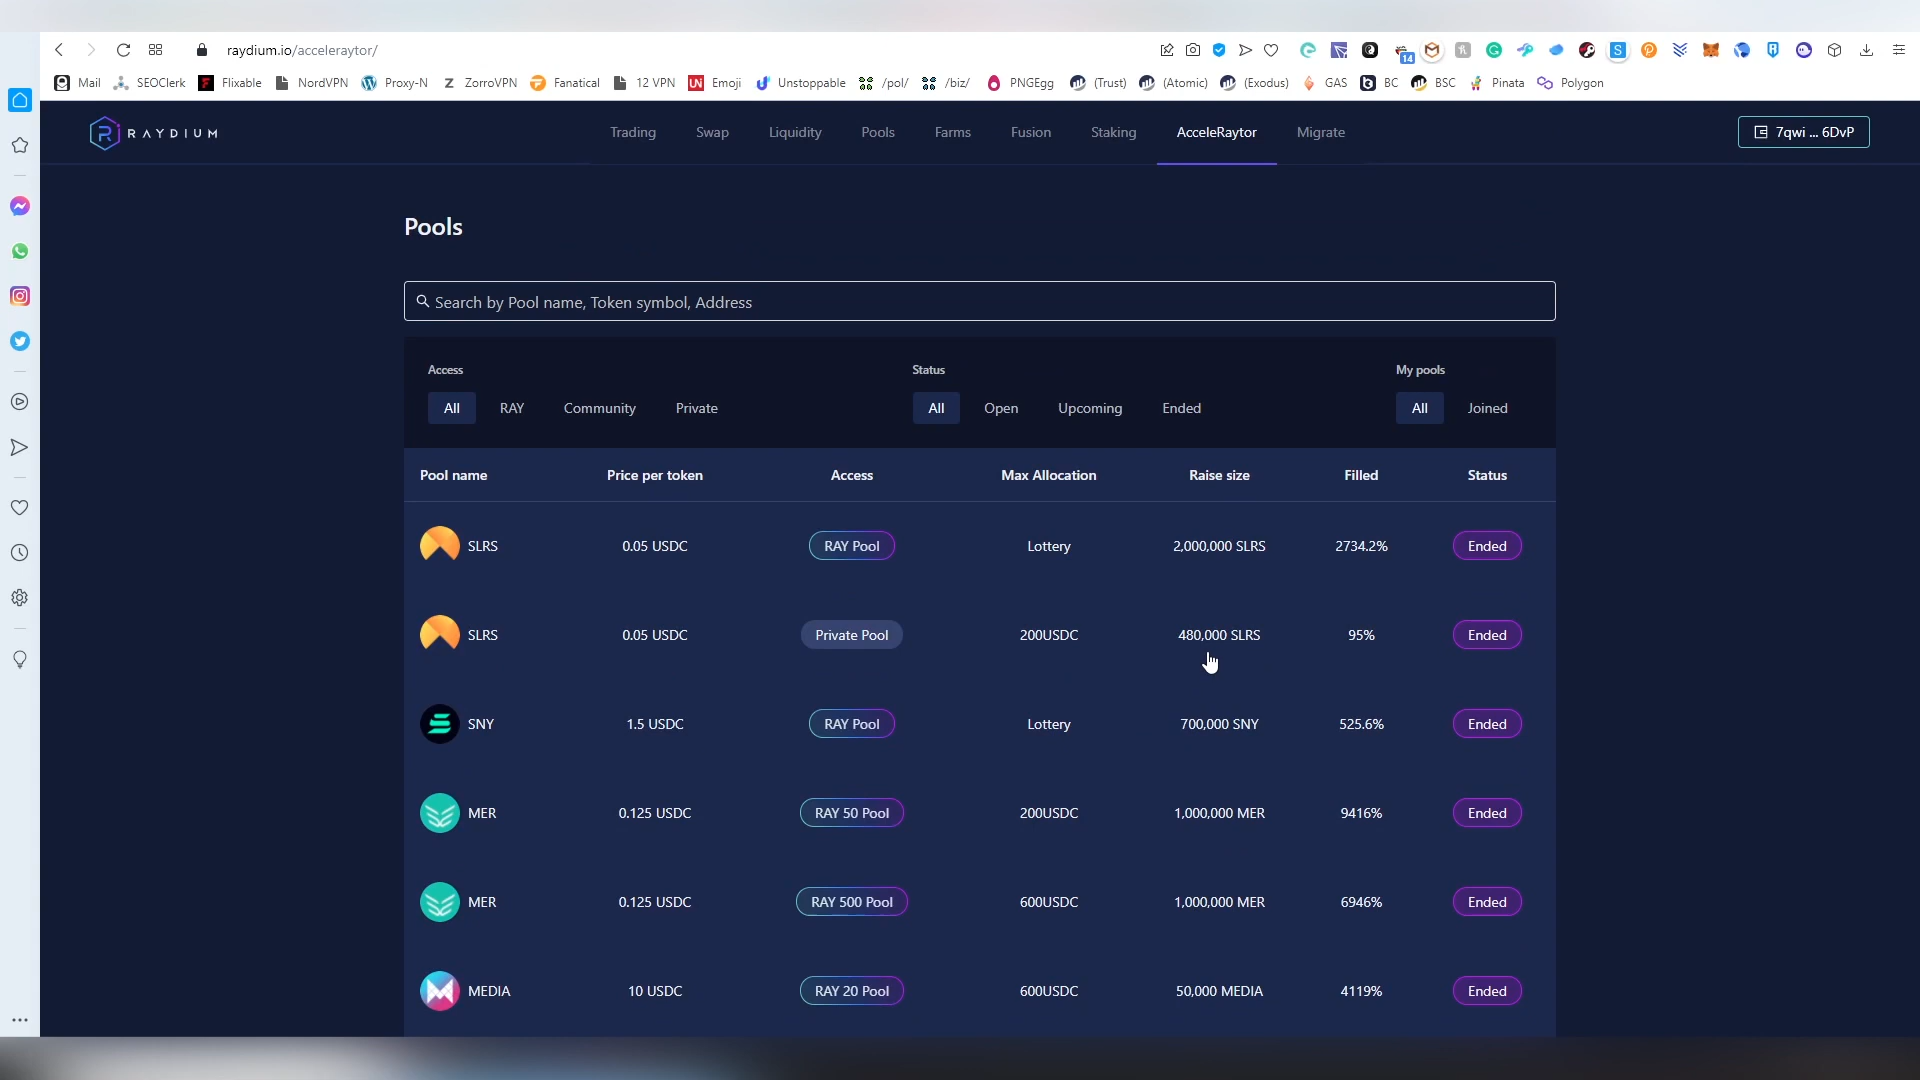 raydium.io/acceleraytor/
14
Mail SEOClerk Flixable NordVPN Proxy-N ZorroVPN Fanatical 12 VPN Emoji Unstoppable /pol/ /biz/ PNGEgg (Trust) (Atomic) (Exodus) GAS BC BSC Pinata Polygon
RAYDIUM Trading Swap Liquidity Pools Farms Fusion Staking AcceleRaytor Migrate 7qwi ... 6DvP
Pools
Search by Pool name, Token symbol, Address
Access Status My pools
All RAY Community Private All Open Upcoming Ended All Joined
Pool name Price per token Access Max Allocation Raise size Filled Status
SLRS 0.05 USDC RAY Pool Lottery 2,000,000 SLRS 2734.2% Ended
SLRS 0.05 USDC Private Pool 200USDC 480,000 SLRS 95% Ended
SNY 1.5 USDC RAY Pool Lottery 700,000 SNY 525.6% Ended
MER 0.125 USDC RAY 50 Pool 200USDC 1,000,000 MER 9416% Ended
MER 0.125 USDC RAY 500 Pool 600USDC 1,000,000 MER 6946% Ended
MEDIA 10 USDC RAY 20 Pool 600USDC 50,000 MEDIA 4119% Ended